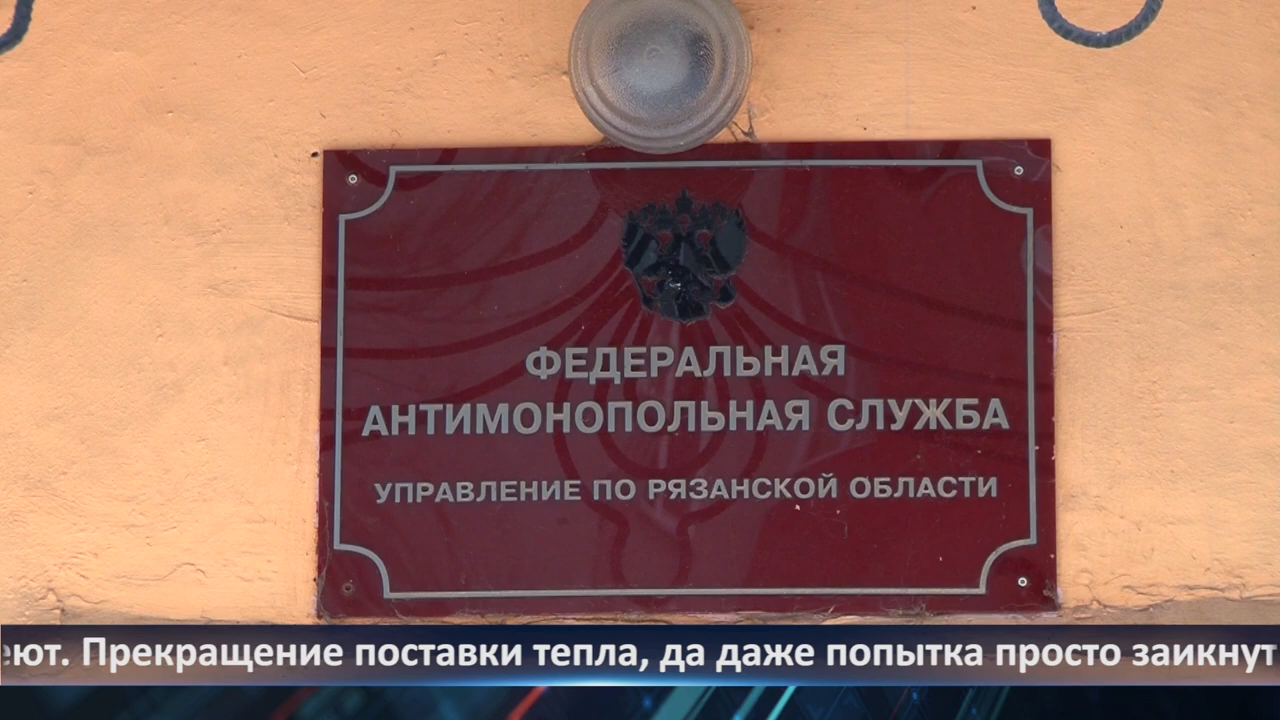 ФЕДЕРАЛЬНАЯ
АНТИМОНОПОЛЬНАЯ СЛУЖБА
УПРАВЛЕНИЕ ПО РЯЗАНСКОЙ ОБЛАСТИ
еют. Прекращение поставки тепла, да даже попытка просто заикнут